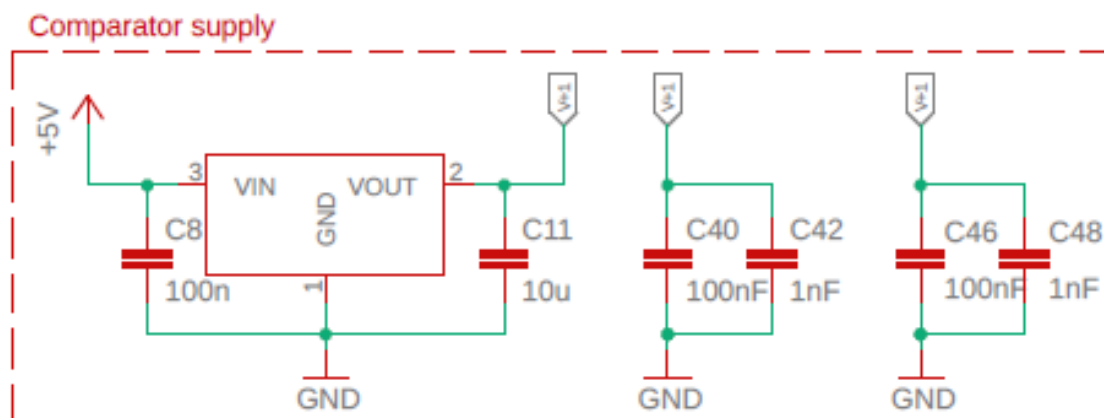 Comparator supply
+5V
V+1
V+1
V+1
3
VIN
VOUT
2
GND
1
C8
100n
C11
10u
C40
100nF
C42
1nF
C46
100nF
C48
1nF
GND
GND
GND